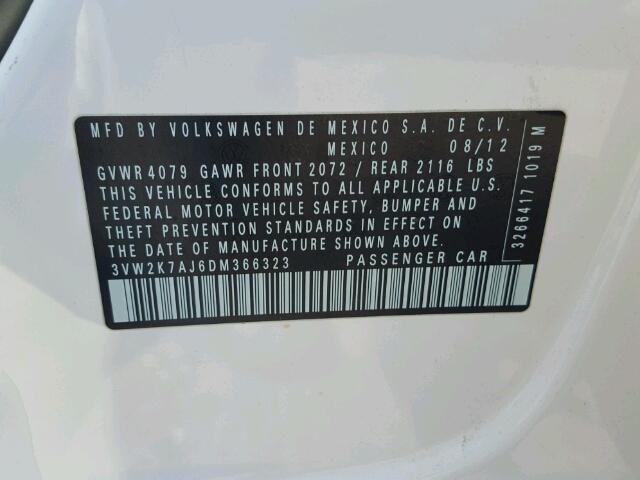 MFD BY VOLKSWAGEN DE MEXICO S.A. DE C.V.
MEXICO 08/12
GVWR 4079 GAWR FRONT 2072 / REAR 2116 LBS
THIS VEHICLE CONFORMS TO ALL APPLICABLE U.S.
FEDERAL MOTOR VEHICLE SAFETY, BUMPER AND
THEFT PREVENTION STANDARDS IN EFFECT ON
THE DATE OF MANUFACTURE SHOWN ABOVE.
3VW2K7AJ6DM366323 PASSENGER CAR
3266417 1019 M